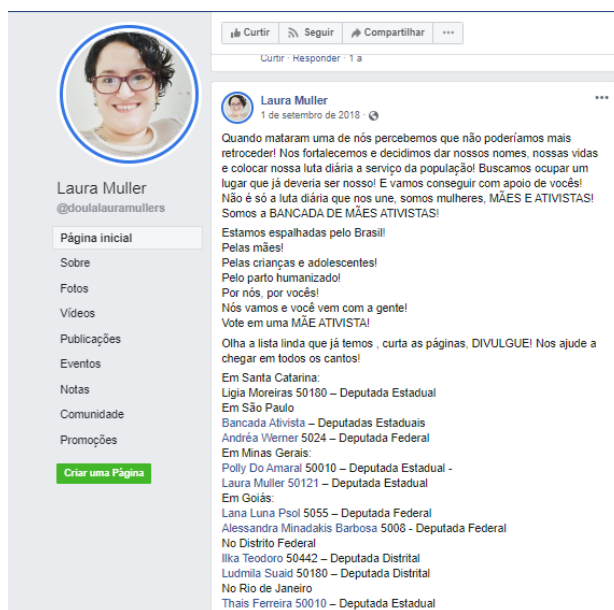 Curtir Seguir Compartilhar ...
Curtir · Responder · 1 a
Laura Muller
@doulalauramullers
Página inicial
Sobre
Fotos
Vídeos
Publicações
Eventos
Notas
Comunidade
Promoções
Criar uma Página
Laura Muller
1 de setembro de 2018 ·
Quando mataram uma de nós percebemos que não poderíamos mais
retroceder! Nos fortalecemos e decidimos dar nossos nomes, nossas vidas
e colocar nossa luta diária a serviço da população! Buscamos ocupar um
lugar que já deveria ser nosso! E vamos conseguir com apoio de vocês!
Não é só a luta diária que nos une, somos mulheres, MÃES E ATIVISTAS!
Somos a BANCADA DE MÃES ATIVISTAS!
Estamos espalhadas pelo Brasil!
Pelas mães!
Pelas crianças e adolescentes!
Pelo parto humanizado!
Por nós, por vocês!
Nós vamos e você vem com a gente!
Vote em uma MÃE ATIVISTA!
Olha a lista linda que já temos , curta as páginas, DIVULGUE! Nos ajude a
chegar em todos os cantos!
Em Santa Catarina:
Ligia Moreiras 50180 – Deputada Estadual
Em São Paulo
Bancada Ativista – Deputadas Estaduais
Andréa Werner 5024 – Deputada Federal
Em Minas Gerais:
Polly Do Amaral 50010 – Deputada Estadual -
Laura Muller 50121 – Deputada Estadual
Em Goiás:
Lana Luna Psol 5055 – Deputada Federal
Alessandra Minadakis Barbosa 5008 - Deputada Federal
No Distrito Federal
Ilka Teodoro 50442 – Deputada Distrital
Ludmila Suaid 50180 – Deputada Distrital
No Rio de Janeiro
Thais Ferreira 50010 – Deputada Estadual